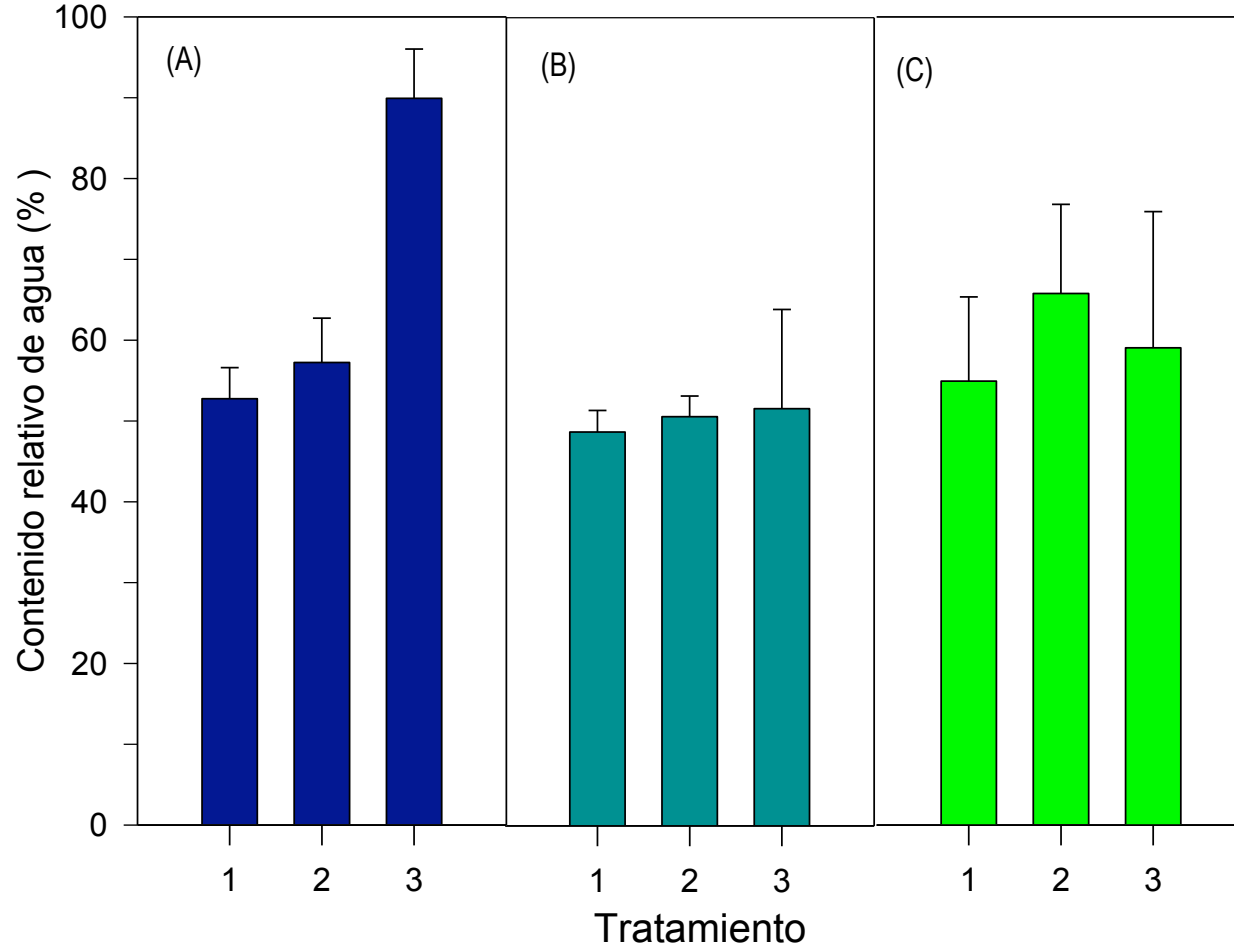 Contenido relativo de agua (% )
100
80
60
40
20
0
(A)
(B)
(C)
1 2 3
1 2 3
1 2 3
Tratamiento